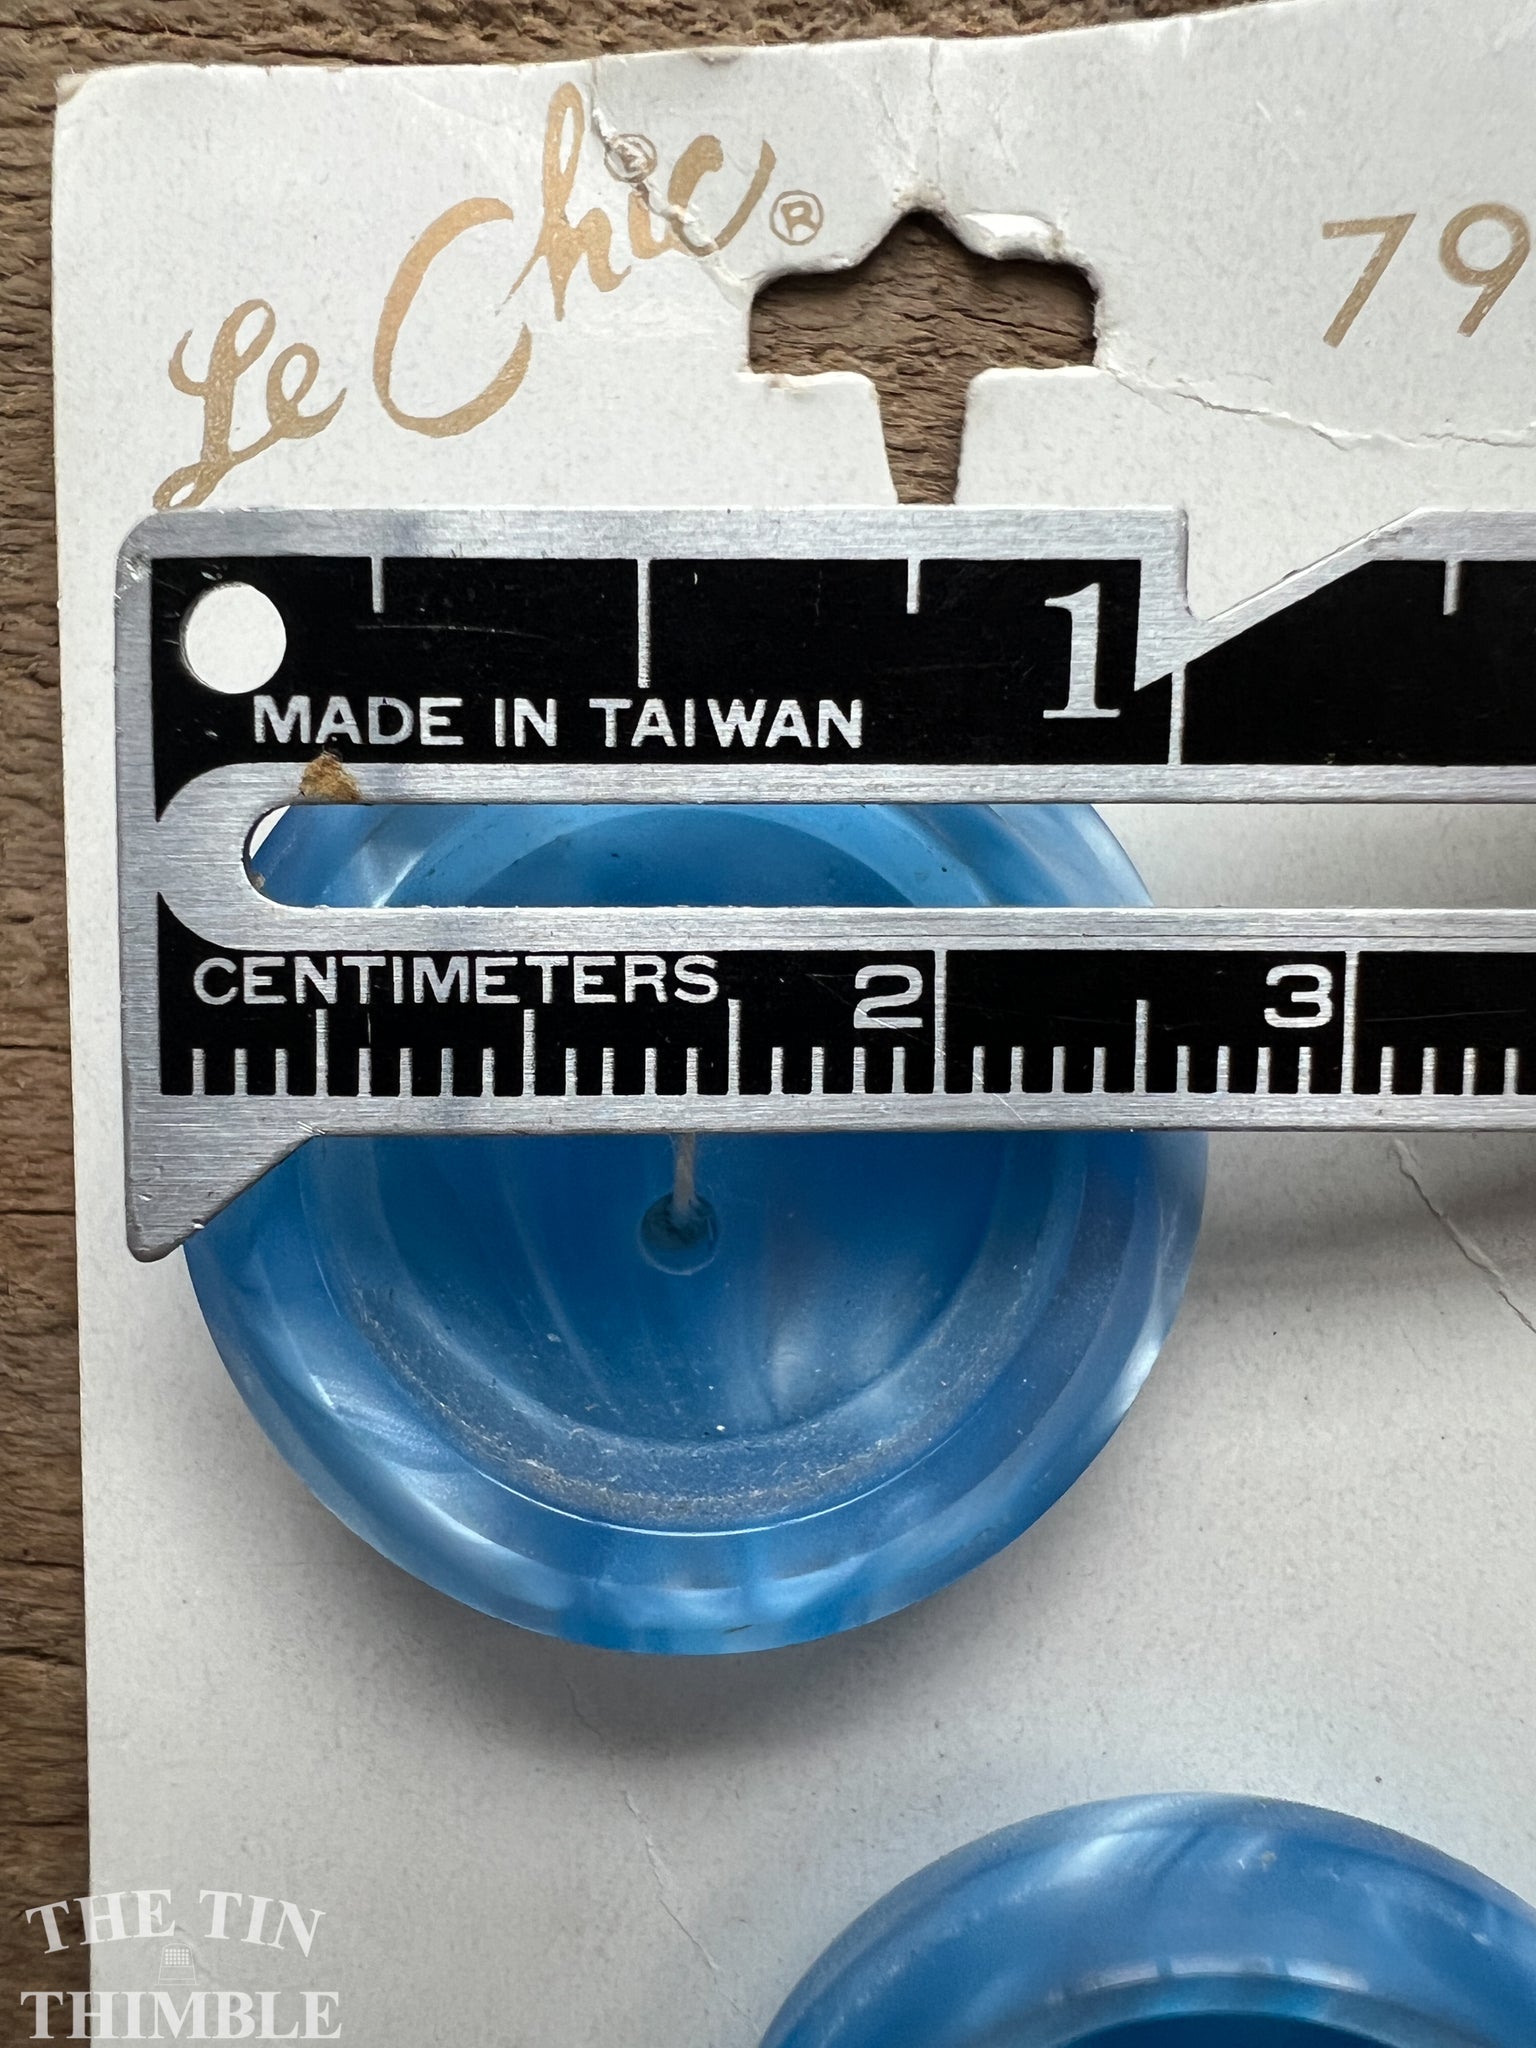 Le Chic®
79
1
MADE IN TAIWAN
CENTIMETERS 2 3
THE TIN
THIMBLE